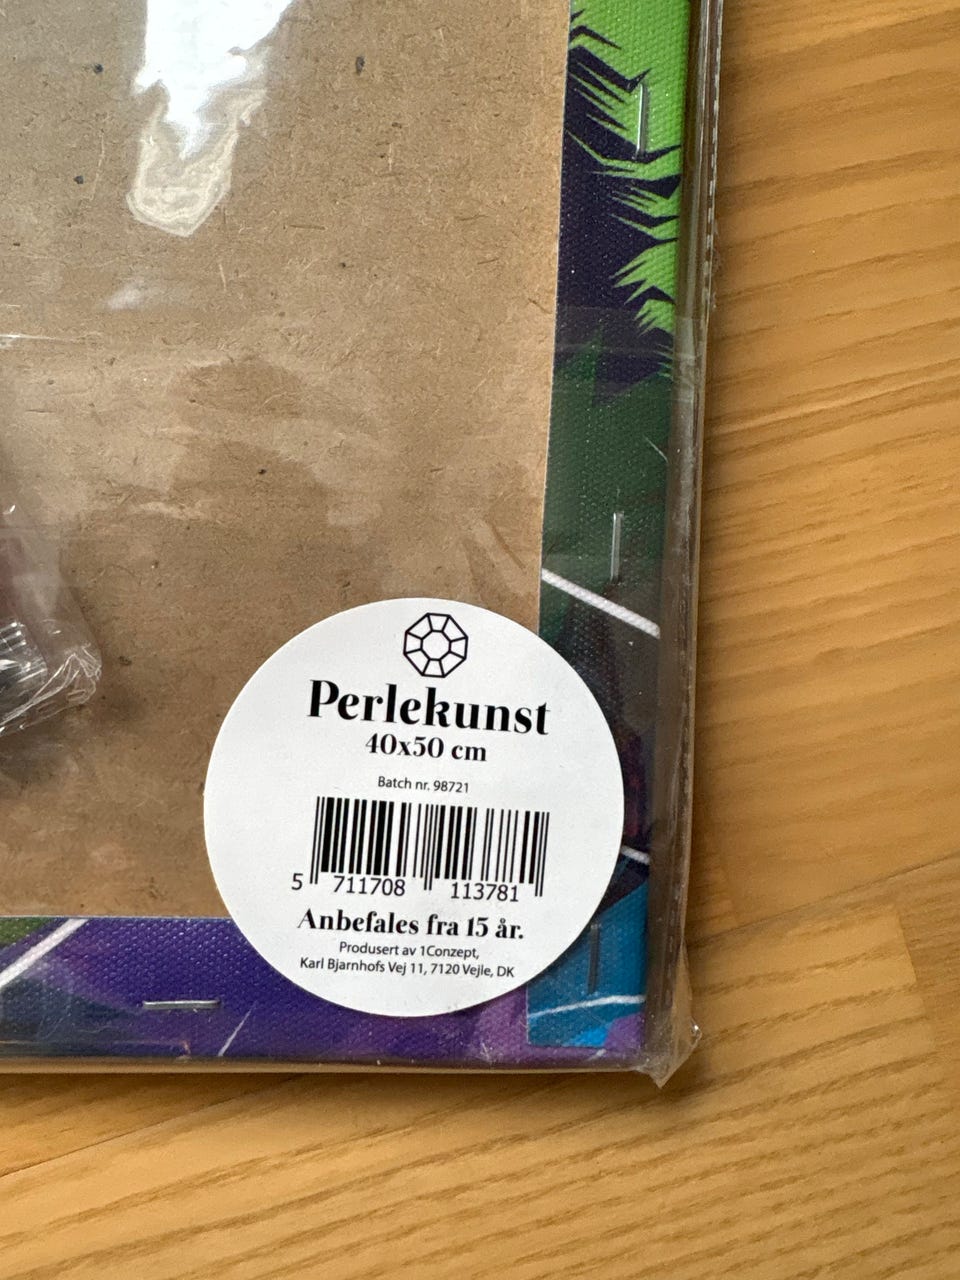 Perlekunst
40x50 cm
Batch nr. 98721
5 711708 113781
Anbefales fra 15 år.
Produsert av 1Conzept,
Karl Bjarnhofs Vej 11, 7120 Vejle, DK